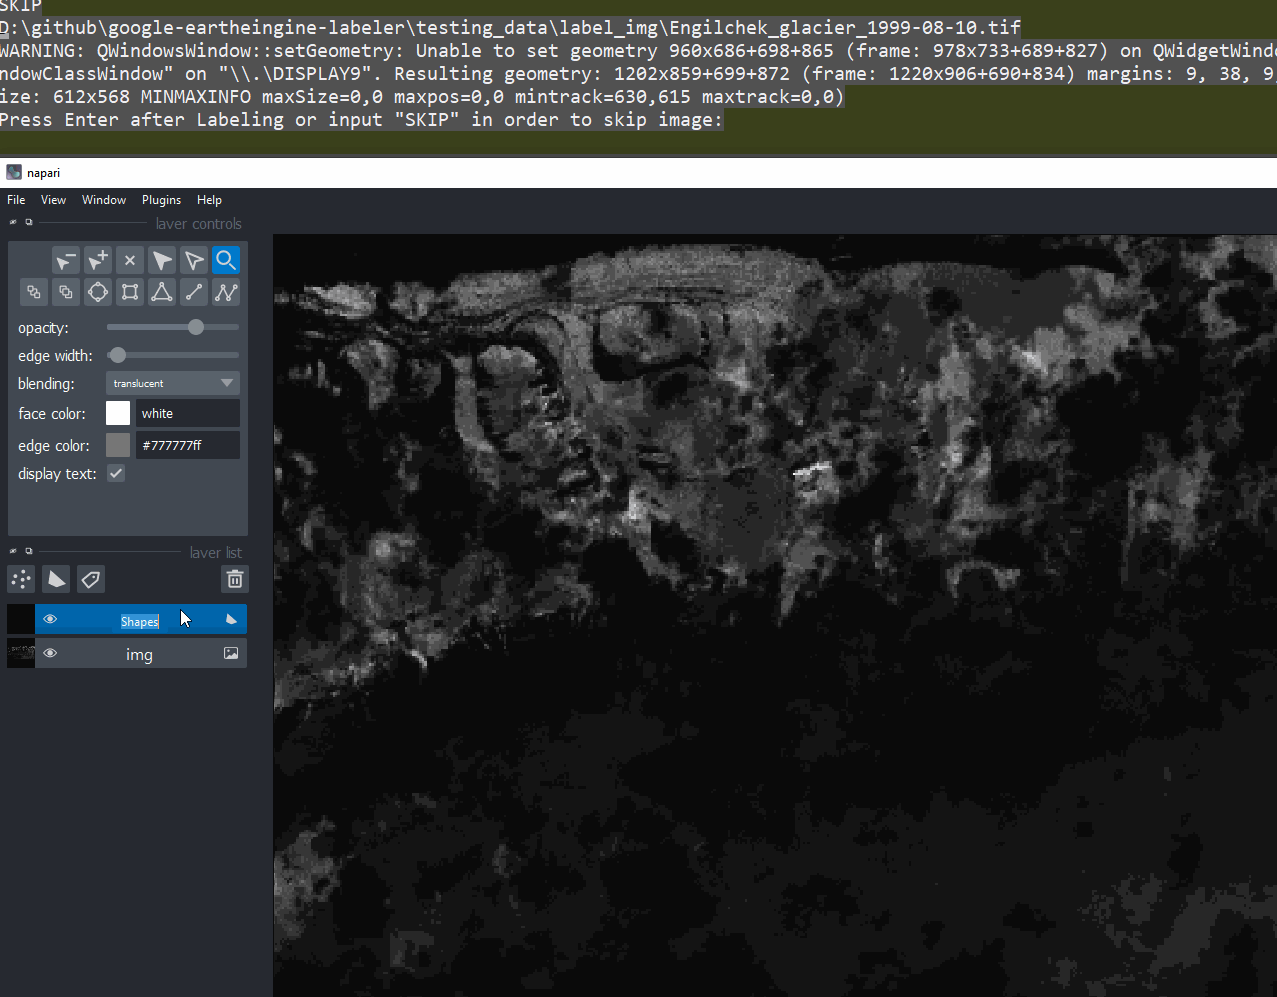 SKIP
D:\github\google-eartheingine-labeler\testing_data\label_img\Engilchek_glacier_1999-08-10.tif
WARNING: QWindowsWindow::setGeometry: Unable to set geometry 960x686+698+865 (frame: 978x733+689+827) on QWidgetWindo
ndowClassWindow" on "\\.\DISPLAY9". Resulting geometry: 1202x859+699+872 (frame: 1220x906+690+834) margins: 9, 38, 9,
ize: 612x568 MINMAXINFO maxSize=0,0 maxpos=0,0 mintrack=630,615 maxtrack=0,0)
Press Enter after Labeling or input "SKIP" in order to skip image:
napari
File View Window Plugins Help
layer controls
opacity:
edge width:
blending: translucent
face color: white
edge color: #777777ff
display text:
layer list
Shapes
img